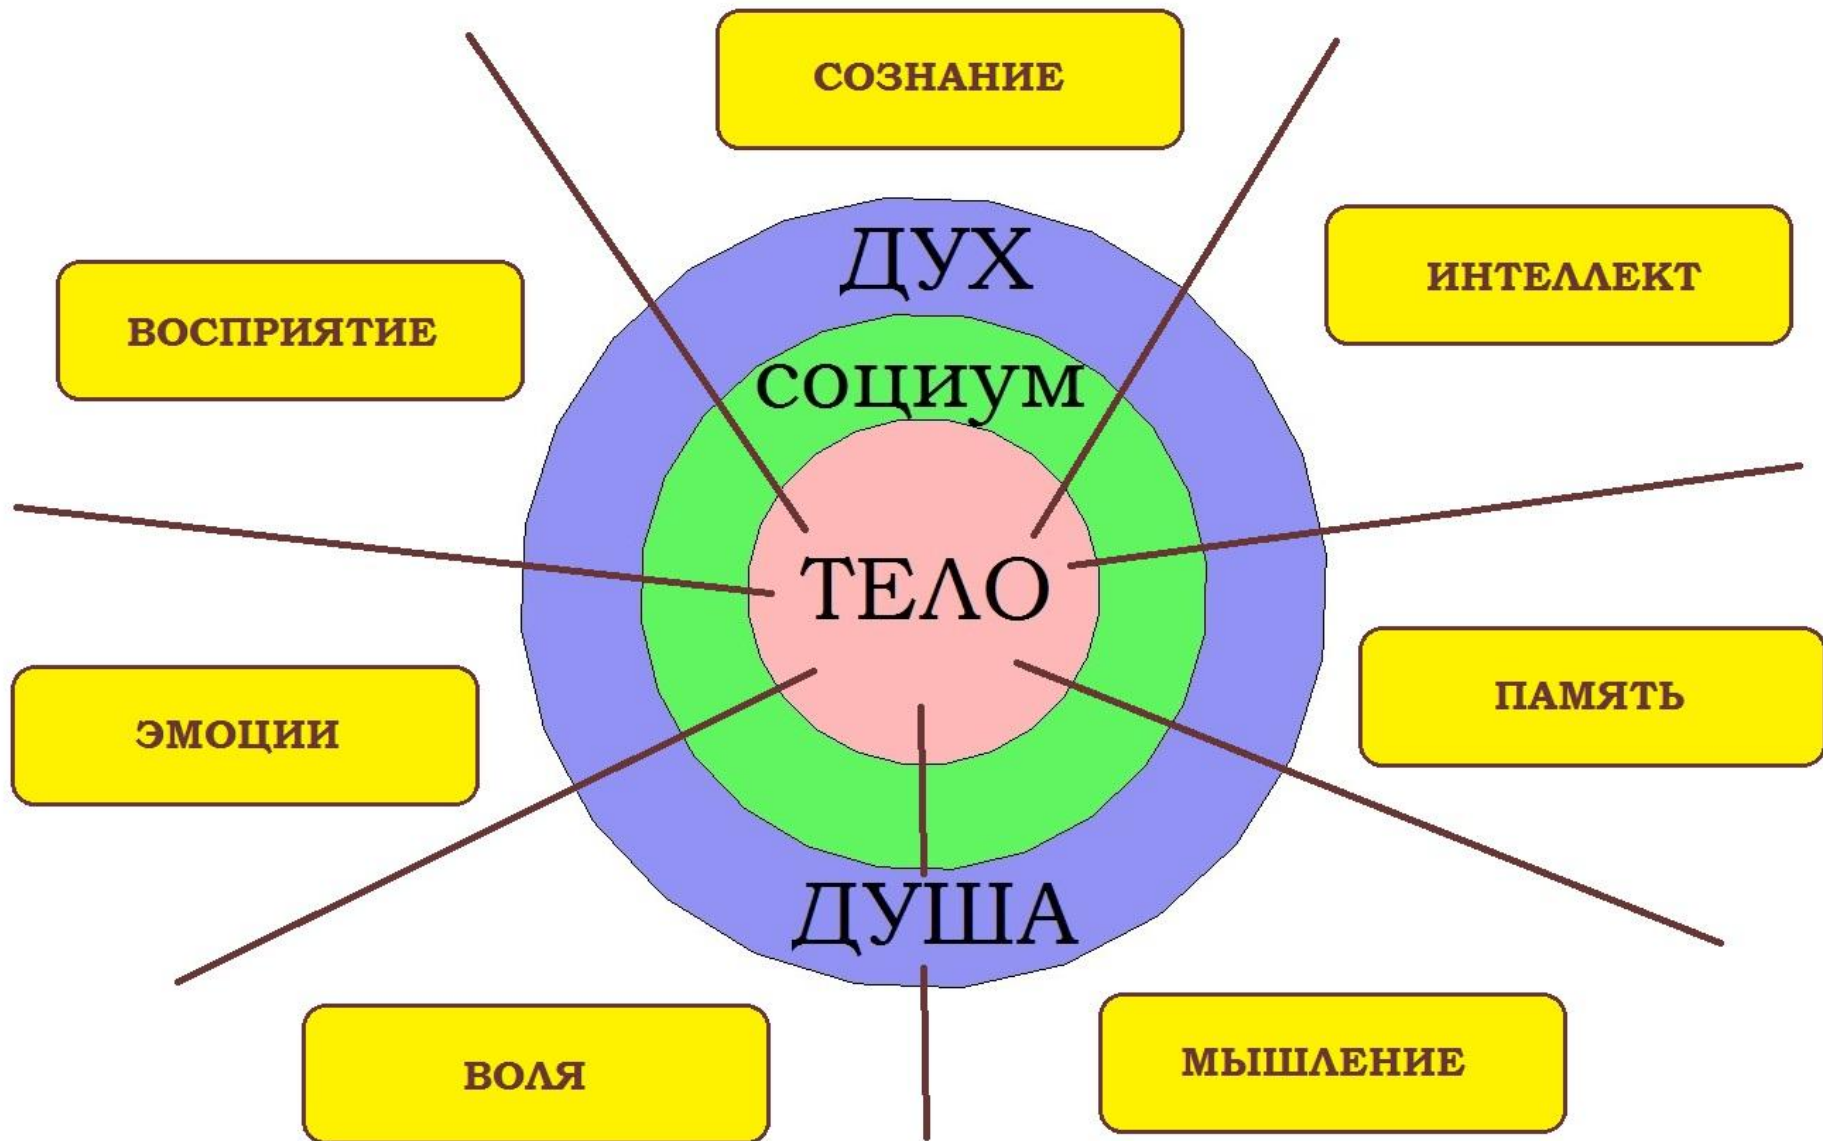 СОЗНАНИЕ
ДУХ
ИНТЕЛЛЕКТ
ВОСПРИЯТИЕ
социум
ТЕЛО
ЭМОЦИИ
ПАМЯТЬ
ДУША
ВОЛЯ
МЫШЛЕНИЕ